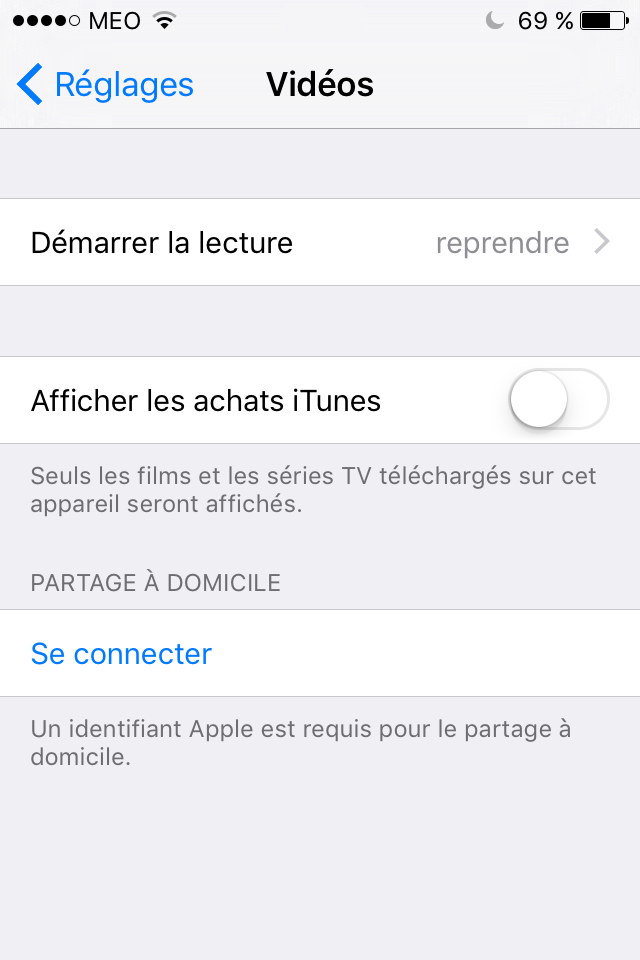 MEO 69 %
Réglages Vidéos
Démarrer la lecture reprendre
Afficher les achats iTunes
Seuls les films et les séries TV téléchargés sur cet
appareil seront affichés.
PARTAGE À DOMICILE
Se connecter
Un identifiant Apple est requis pour le partage à
domicile.